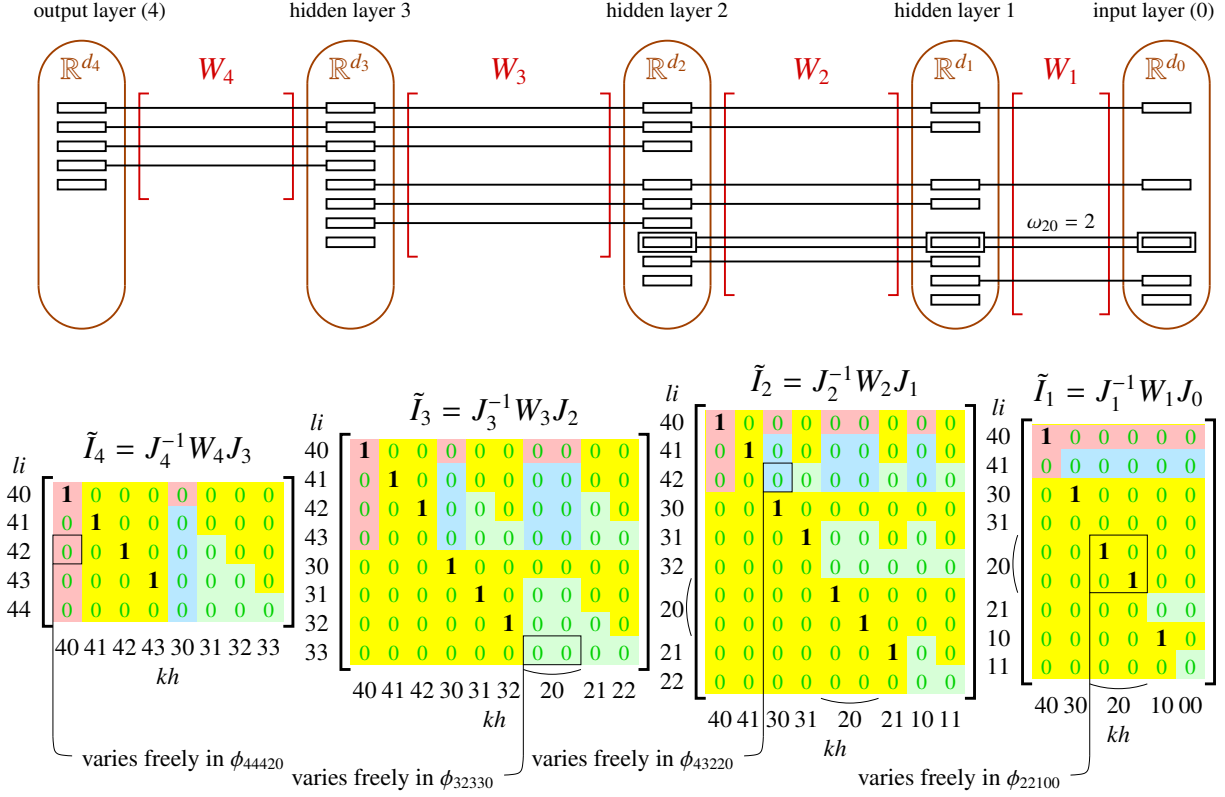 output layer (4) hidden layer 3 hidden layer 2 hidden layer 1 input layer (0)
ℝ^{d_4} W_4 ℝ^{d_3} W_3 ℝ^{d_2} W_2 ℝ^{d_1} W_1 ℝ^{d_0}
ω_{20} = 2
Ĩ_4 = J_4^{-1} W_4 J_3
li
40 1 0 0 0 0 0 0 0
41 0 1 0 0 0 0 0 0
42 0 0 1 0 0 0 0 0
43 0 0 0 1 0 0 0 0
44 0 0 0 0 0 0 0 0
40 41 42 43 30 31 32 33
kh
varies freely in ϕ_{44420}
Ĩ_3 = J_3^{-1} W_3 J_2
li
40 1 0 0 0 0 0 0 0 0 0
41 0 1 0 0 0 0 0 0 0 0
42 0 0 1 0 0 0 0 0 0 0
43 0 0 0 0 0 0 0 0 0 0
30 0 0 0 1 0 0 0 0 0 0
31 0 0 0 0 1 0 0 0 0 0
32 0 0 0 0 0 1 0 0 0 0
33 0 0 0 0 0 0 0 0 0 0
40 41 42 30 31 32 20 21 22
kh
varies freely in ϕ_{32330}
Ĩ_2 = J_2^{-1} W_2 J_1
li
40 1 0 0 0 0 0 0 0 0
41 0 1 0 0 0 0 0 0 0
42 0 0 0 0 0 0 0 0 0
30 0 0 1 0 0 0 0 0 0
31 0 0 0 1 0 0 0 0 0
32 0 0 0 0 0 0 0 0 0
20 0 0 0 0 1 0 0 0 0
0 0 0 0 0 1 0 0 0
21 0 0 0 0 0 0 1 0 0
22 0 0 0 0 0 0 0 0 0
40 41 30 31 20 21 10 11
kh
varies freely in ϕ_{43220}
Ĩ_1 = J_1^{-1} W_1 J_0
li
40 1 0 0 0 0 0
41 0 0 0 0 0 0
30 0 1 0 0 0 0
31 0 0 0 0 0 0
20 0 0 1 0 0 0
0 0 0 1 0 0
21 0 0 0 0 0 0
10 0 0 0 0 1 0
11 0 0 0 0 0 0
40 30 20 10 00
kh
varies freely in ϕ_{22100}